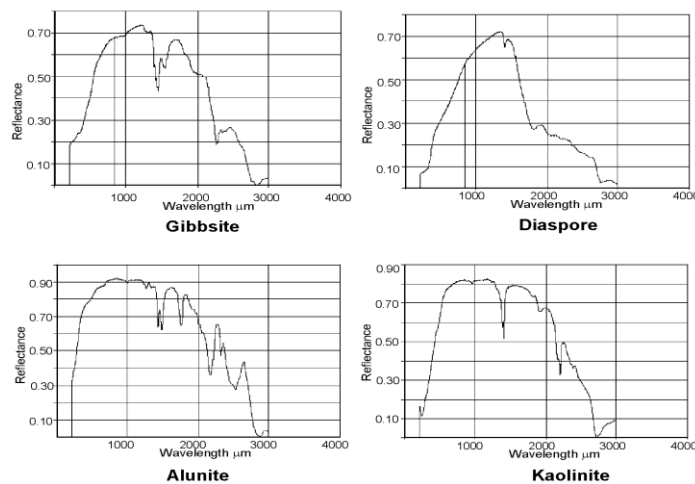 0.70
0.50
0.30
0.10
Reflectance
1000
2000
3000
4000
Wavelength μm
Gibbsite
0.70
0.50
0.30
0.10
Reflectance
1000
2000
3000
4000
Wavelength μm
Diaspore
0.90
0.70
0.50
0.30
0.10
Reflectance
1000
2000
3000
4000
Wavelength μm
Alunite
0.90
0.70
0.50
0.30
0.10
Reflectance
1000
2000
3000
4000
Wavelength μm
Kaolinite